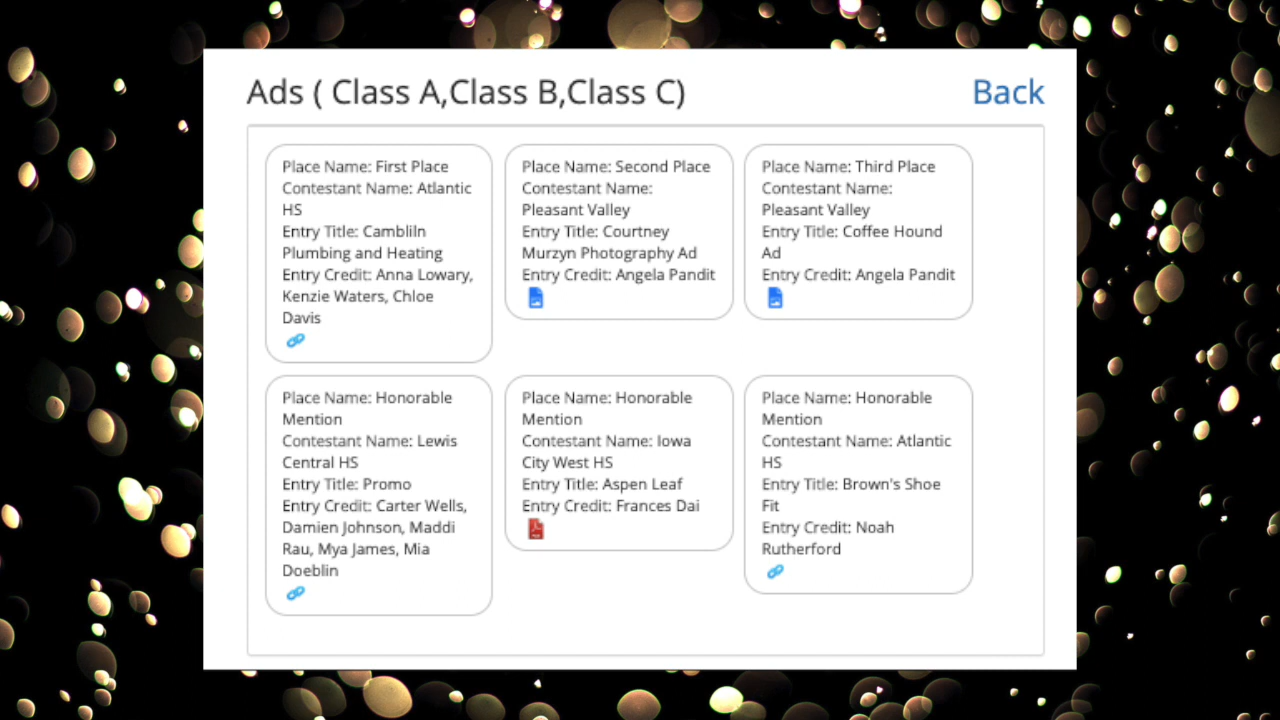 Ads ( Class A,Class B,Class C)
Back
Place Name: First Place
Contestant Name: Atlantic
HS
Entry Title: Cambliln
Plumbing and Heating
Entry Credit: Anna Lowary,
Kenzie Waters, Chloe
Davis
Place Name: Second Place
Contestant Name:
Pleasant Valley
Entry Title: Courtney
Murzyn Photography Ad
Entry Credit: Angela Pandit
Place Name: Third Place
Contestant Name:
Pleasant Valley
Entry Title: Coffee Hound
Ad
Entry Credit: Angela Pandit
Place Name: Honorable
Mention
Contestant Name: Lewis
Central HS
Entry Title: Promo
Entry Credit: Carter Wells,
Damien Johnson, Maddi
Rau, Mya James, Mia
Doeblin
Place Name: Honorable
Mention
Contestant Name: Iowa
City West HS
Entry Title: Aspen Leaf
Entry Credit: Frances Dai
Place Name: Honorable
Mention
Contestant Name: Atlantic
HS
Entry Title: Brown's Shoe
Fit
Entry Credit: Noah
Rutherford